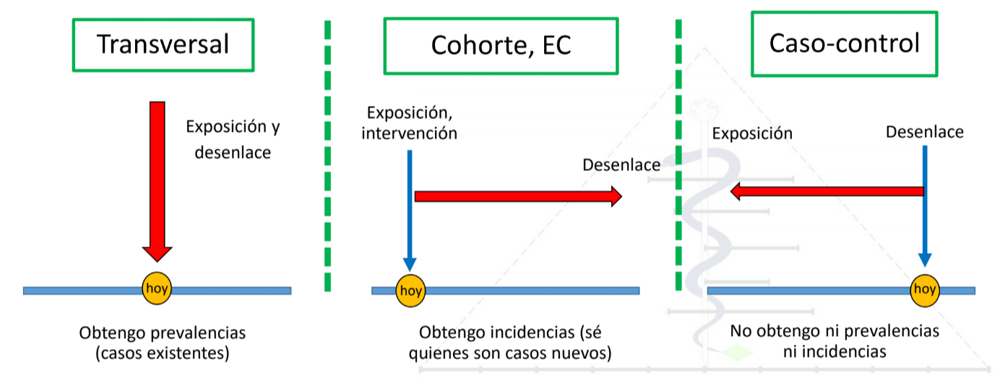 Transversal
Exposición y
desenlace
hoy
Obtengo prevalencias
(casos existentes)
Cohorte, EC
Exposición,
intervención
Desenlace
hoy
Obtengo incidencias (sé
quienes son casos nuevos)
Caso-control
Exposición
Desenlace
hoy
No obtengo ni prevalencias
ni incidencias